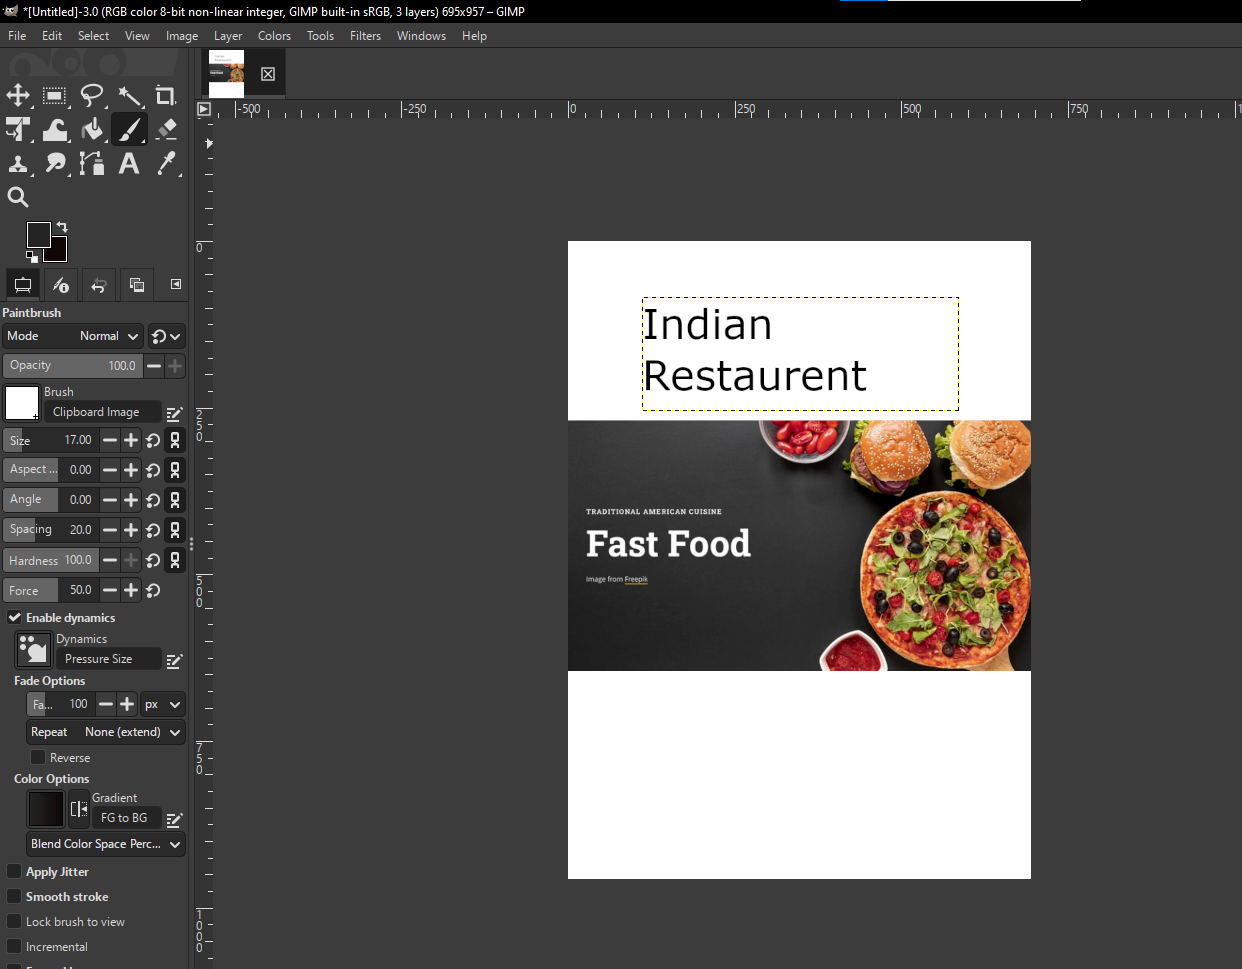 *[Untitled]-3.0 (RGB color 8-bit non-linear integer, GIMP built-in sRGB, 3 layers) 695x957 – GIMP
File Edit Select View Image Layer Colors Tools Filters Windows Help
-500 -250 0 250 500 750
0
250
500
750
1000
Paintbrush
Mode Normal
Opacity 100.0
Brush
Clipboard Image
Size 17.00
Aspect ... 0.00
Angle 0.00
Spacing 20.0
Hardness 100.0
Force 50.0
Enable dynamics
Dynamics
Pressure Size
Fade Options
Fa... 100 px
Repeat None (extend)
Reverse
Color Options
Gradient
FG to BG
Blend Color Space Perc...
Apply Jitter
Smooth stroke
Lock brush to view
Incremental
Indian
Restaurent
TRADITIONAL AMERICAN CUISINE
Fast Food
Image from Freepik